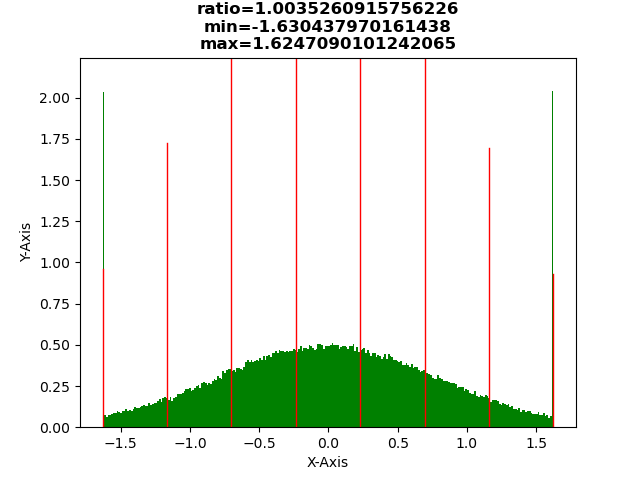 ratio=1.0035260915756226
min=-1.630437970161438
max=1.6247090101242065
2.00
1.75
1.50
1.25
1.00
0.75
0.50
0.25
0.00
Y-Axis
−1.5 −1.0 −0.5 0.0 0.5 1.0 1.5
X-Axis